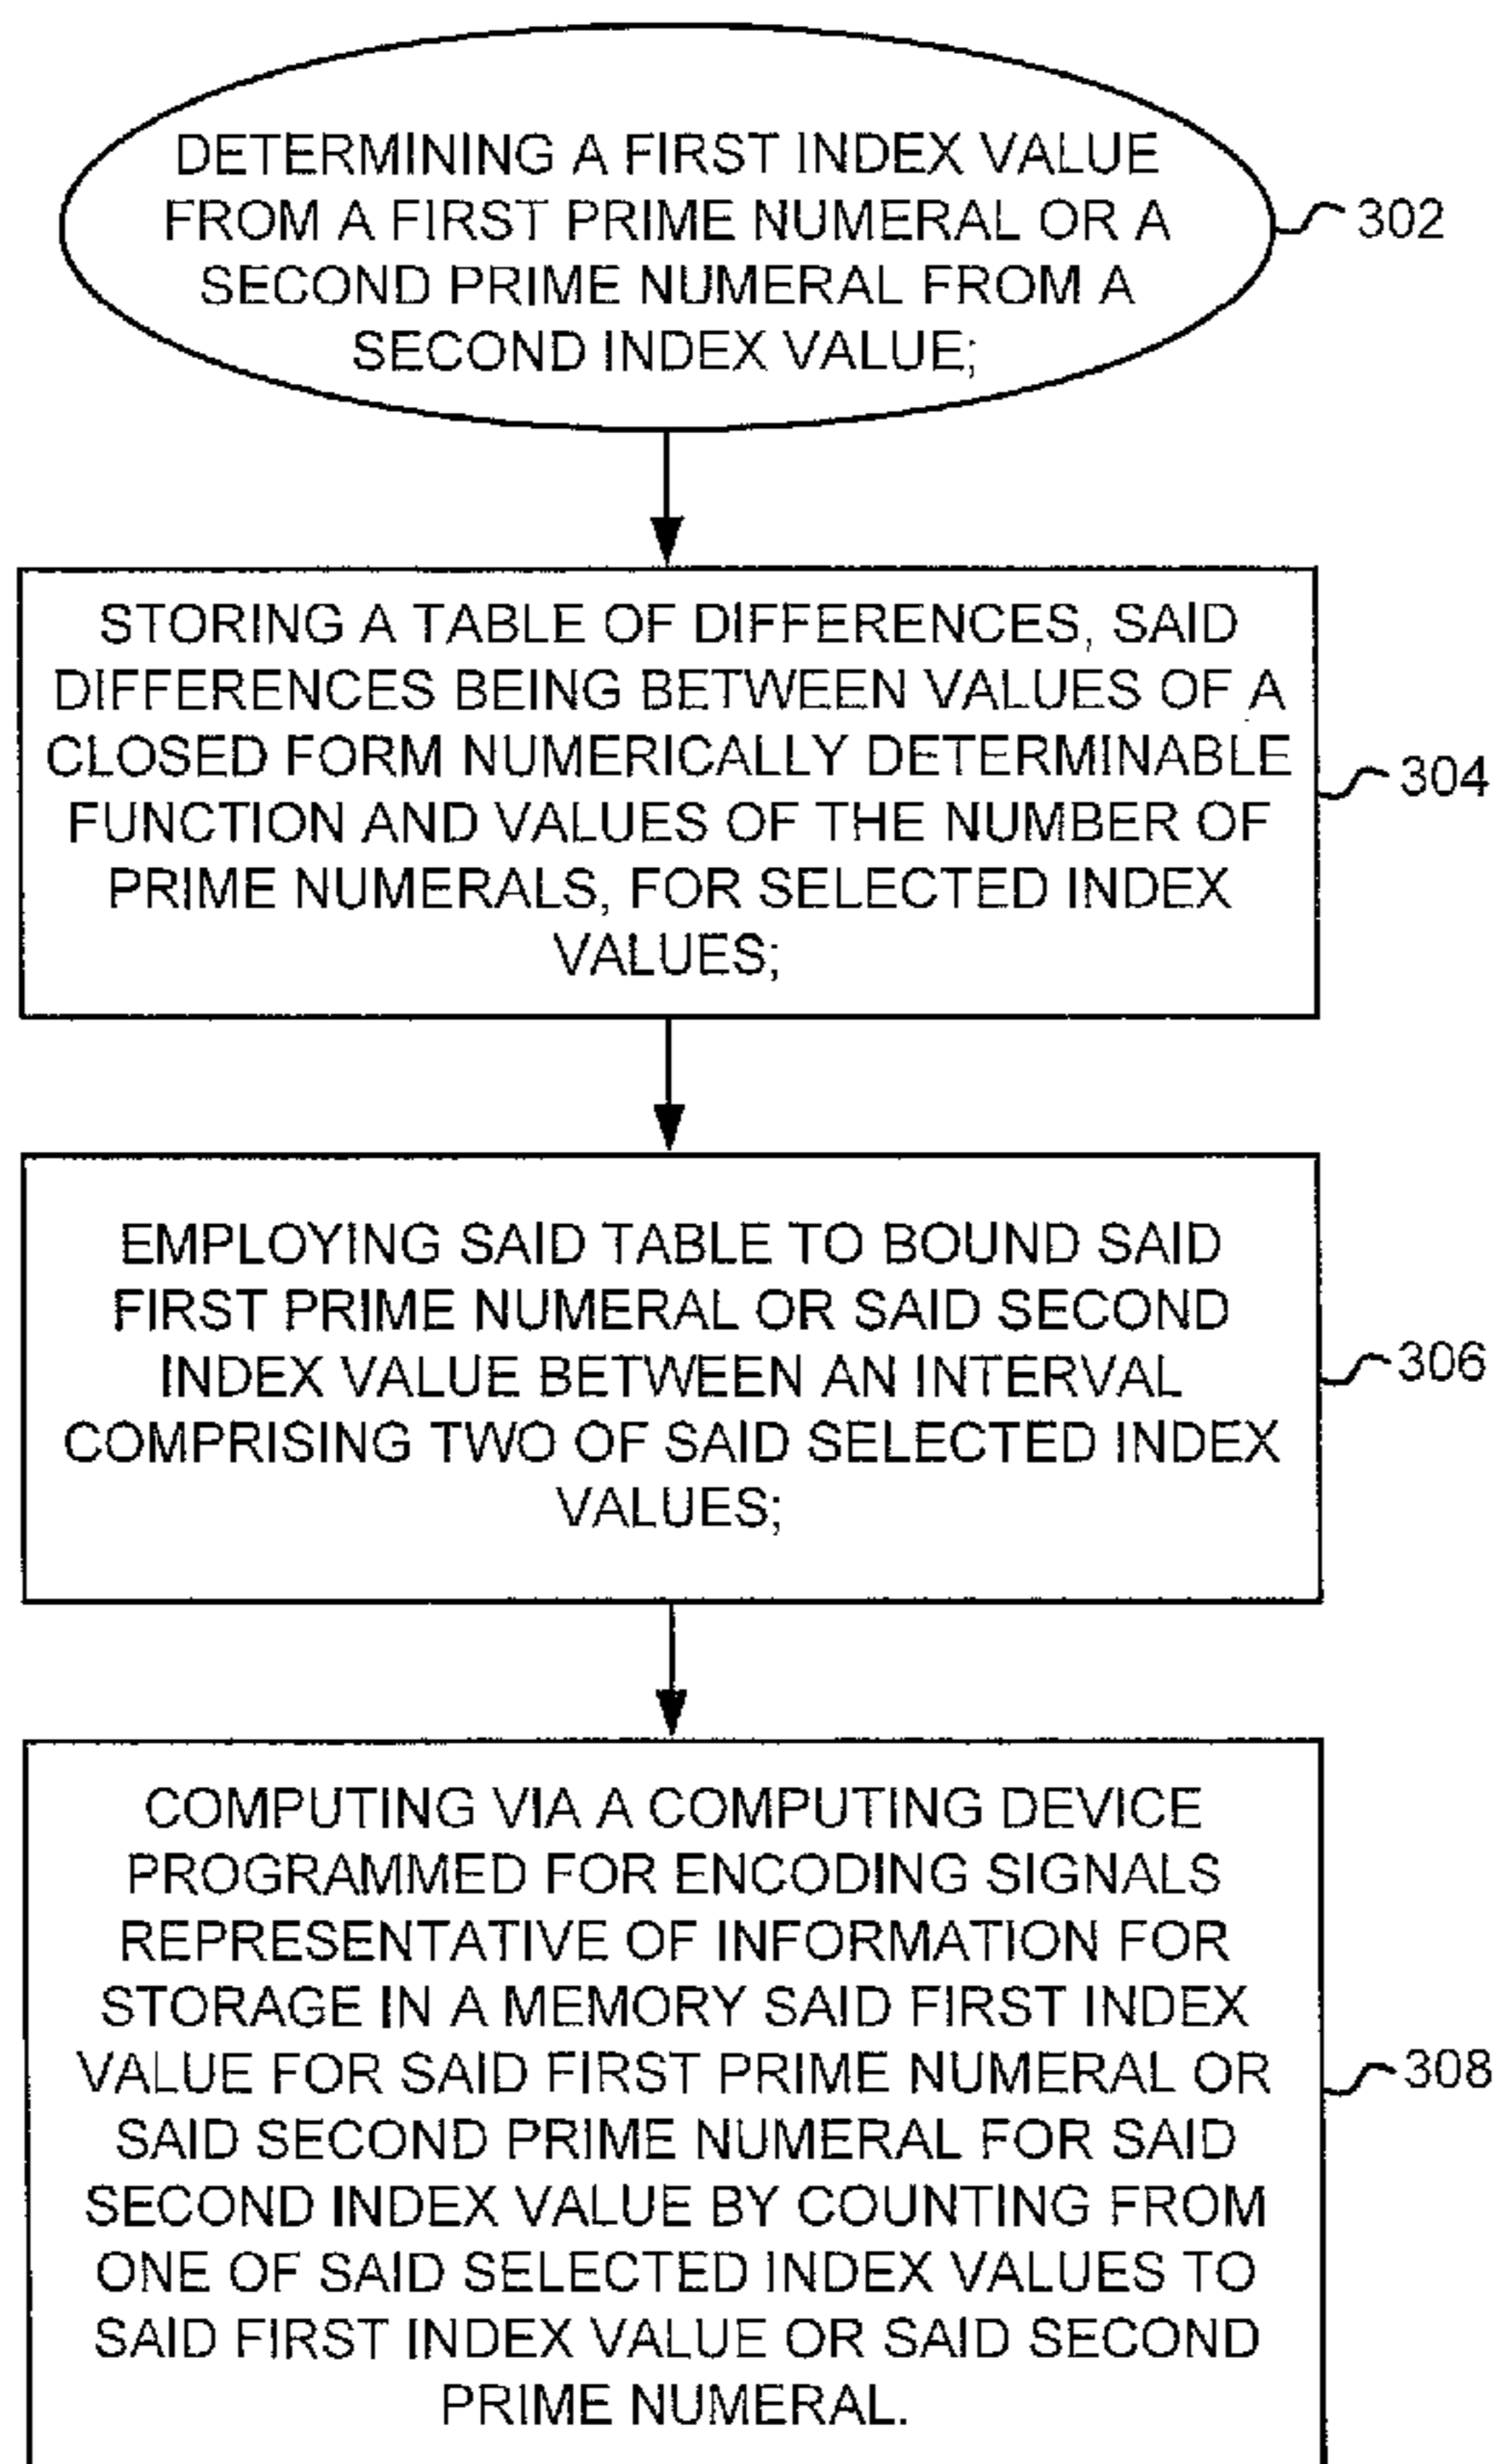 DETERMINING A FIRST INDEX VALUE
FROM A FIRST PRIME NUMERAL OR A
SECOND PRIME NUMERAL FROM A
SECOND INDEX VALUE;
302
STORING A TABLE OF DIFFERENCES, SAID
DIFFERENCES BEING BETWEEN VALUES OF A
CLOSED FORM NUMERICALLY DETERMINABLE
FUNCTION AND VALUES OF THE NUMBER OF
PRIME NUMERALS, FOR SELECTED INDEX
VALUES;
304
EMPLOYING SAID TABLE TO BOUND SAID
FIRST PRIME NUMERAL OR SAID SECOND
INDEX VALUE BETWEEN AN INTERVAL
COMPRISING TWO OF SAID SELECTED INDEX
VALUES;
306
COMPUTING VIA A COMPUTING DEVICE
PROGRAMMED FOR ENCODING SIGNALS
REPRESENTATIVE OF INFORMATION FOR
STORAGE IN A MEMORY SAID FIRST INDEX
VALUE FOR SAID FIRST PRIME NUMERAL OR
SAID SECOND PRIME NUMERAL FOR SAID
SECOND INDEX VALUE BY COUNTING FROM
ONE OF SAID SELECTED INDEX VALUES TO
SAID FIRST INDEX VALUE OR SAID SECOND
PRIME NUMERAL.
308